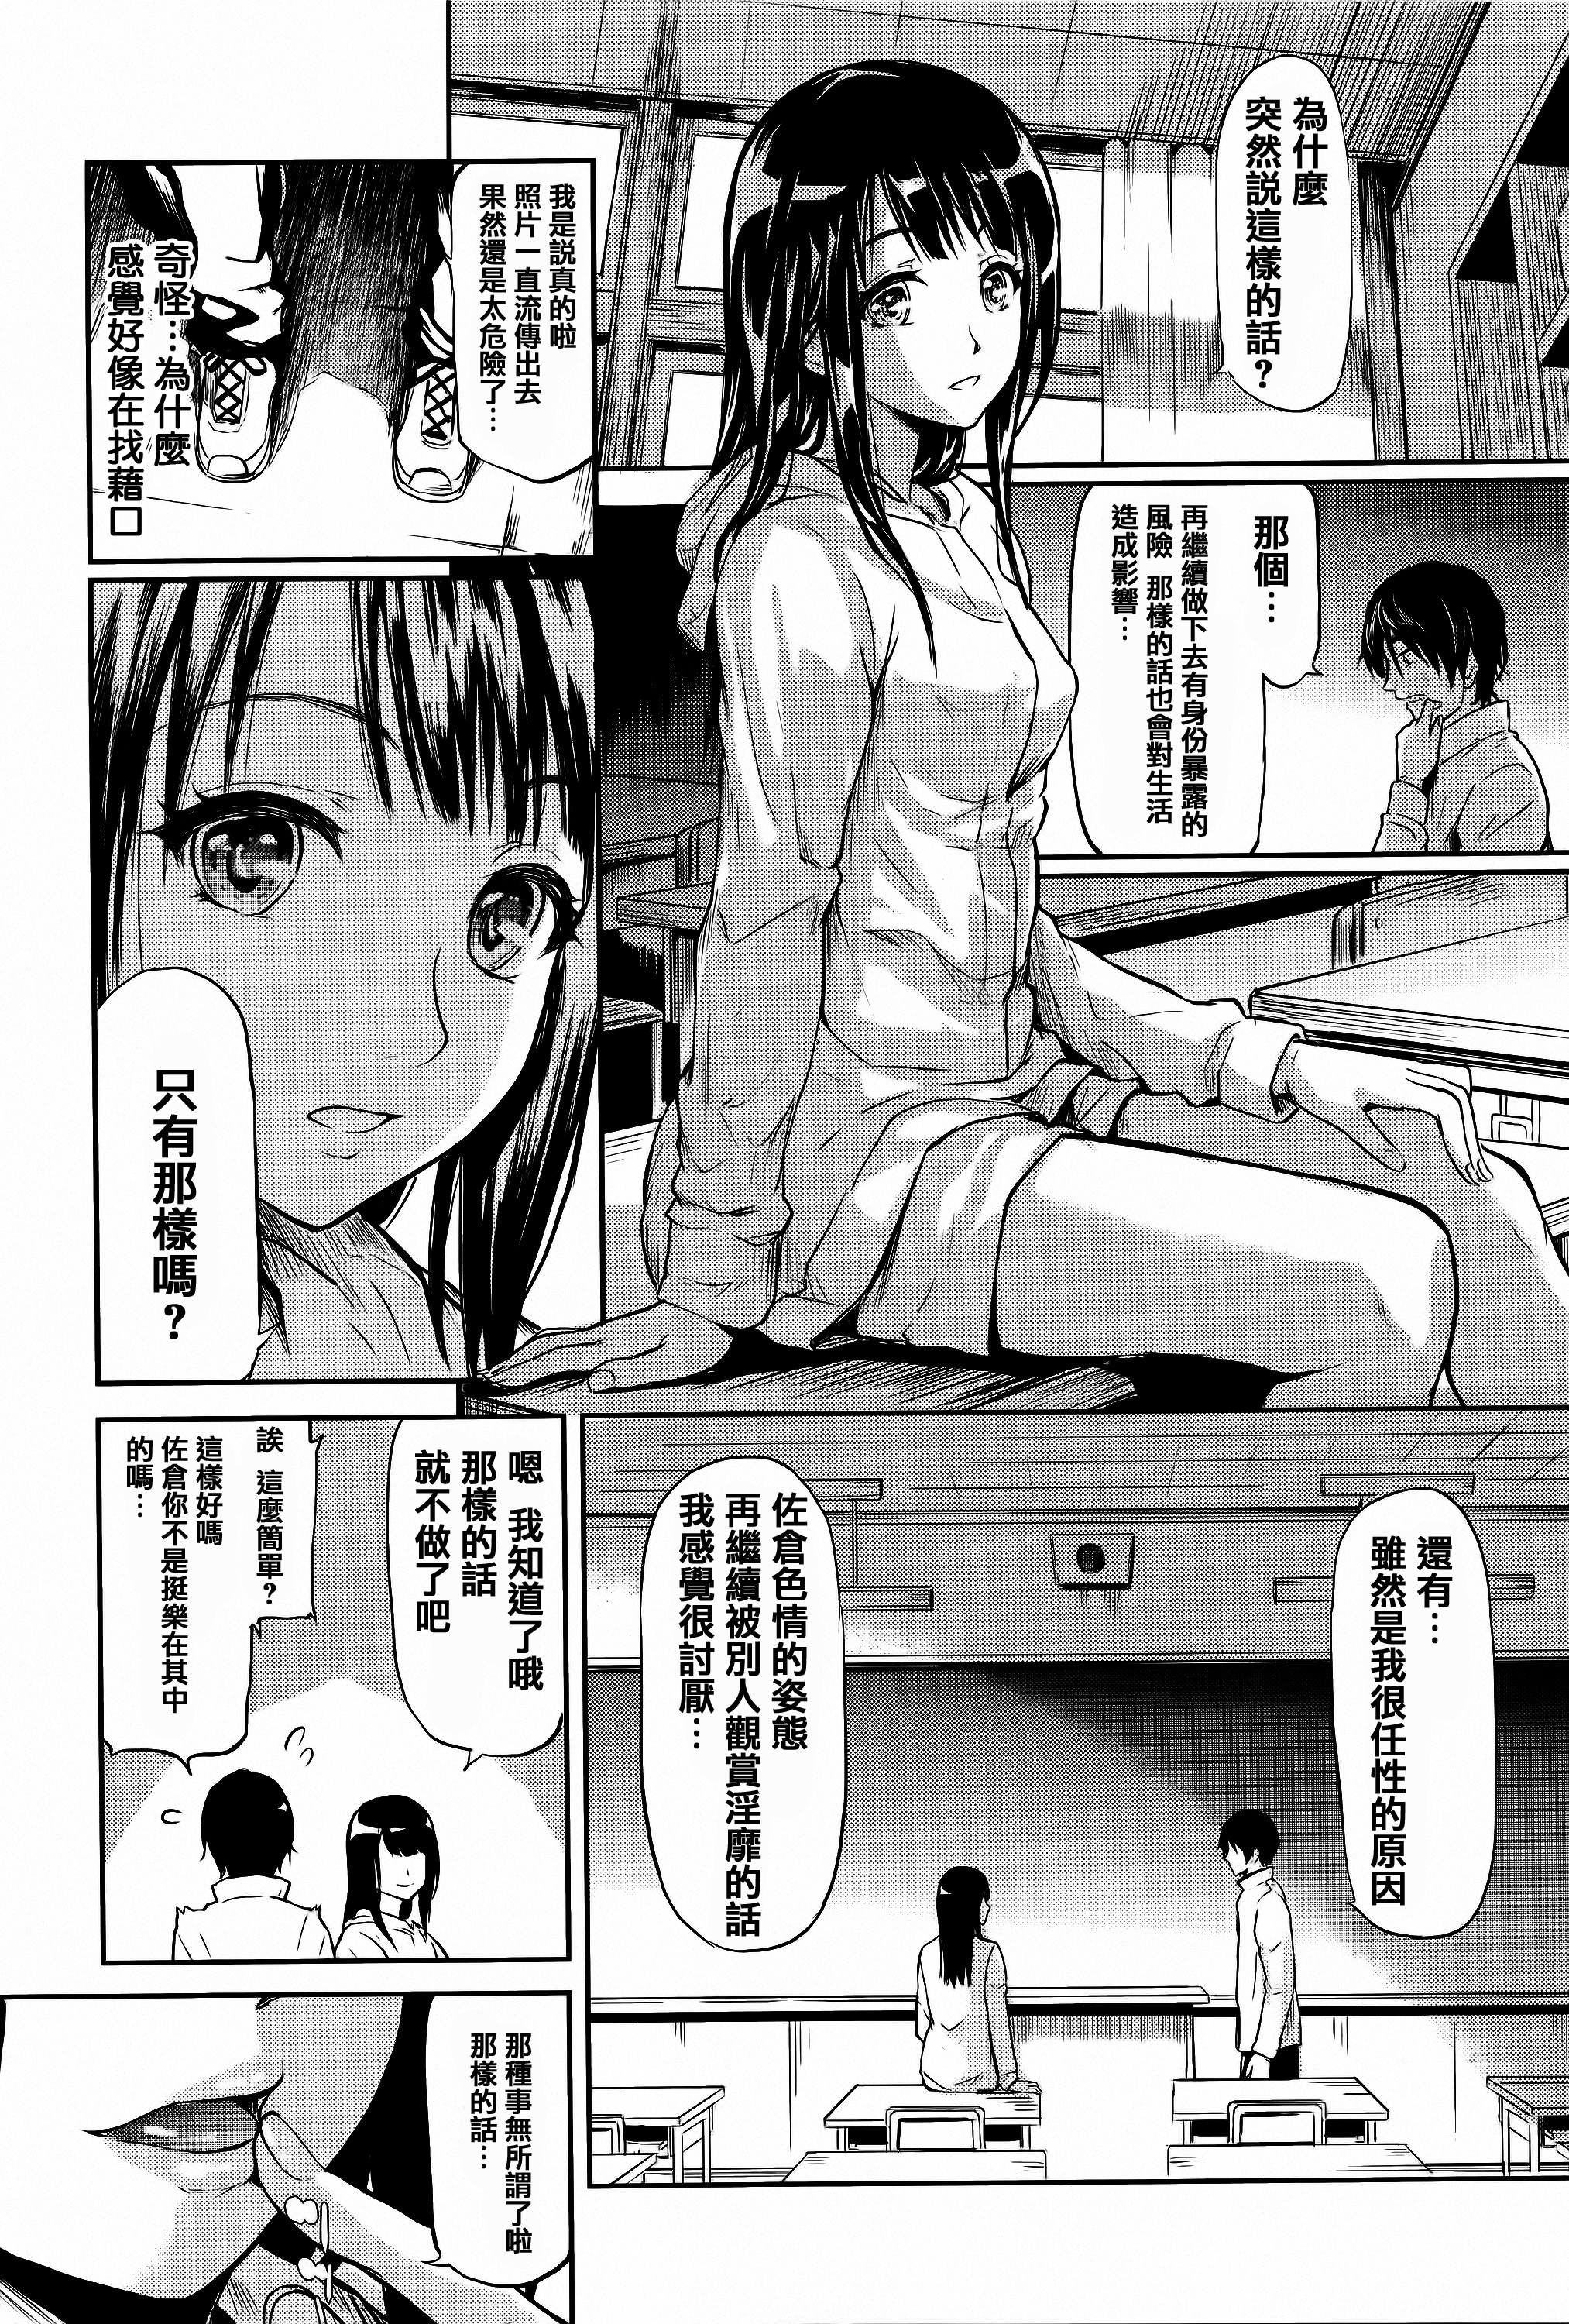 為什麼
突然説這樣的話?
那個…
再繼續做下去有身份暴露的
風險 那樣的話也會對生活
造成影響…
我是説真的啦
照片一直流傳出去
果然還是太危險了…
奇怪…為什麼
感覺好像在找藉口
只有那樣嗎?
還有…
雖然是我很任性的原因
佐倉色情的姿態
再繼續被別人觀賞淫靡的話
我感覺很討厭…
嗯 我知道了哦
那樣的話
就不做了吧
誒 這麼簡單?
這樣好嗎
佐倉你不是挺樂在其中
的嗎…
那種事無所謂了啦
那樣的話…